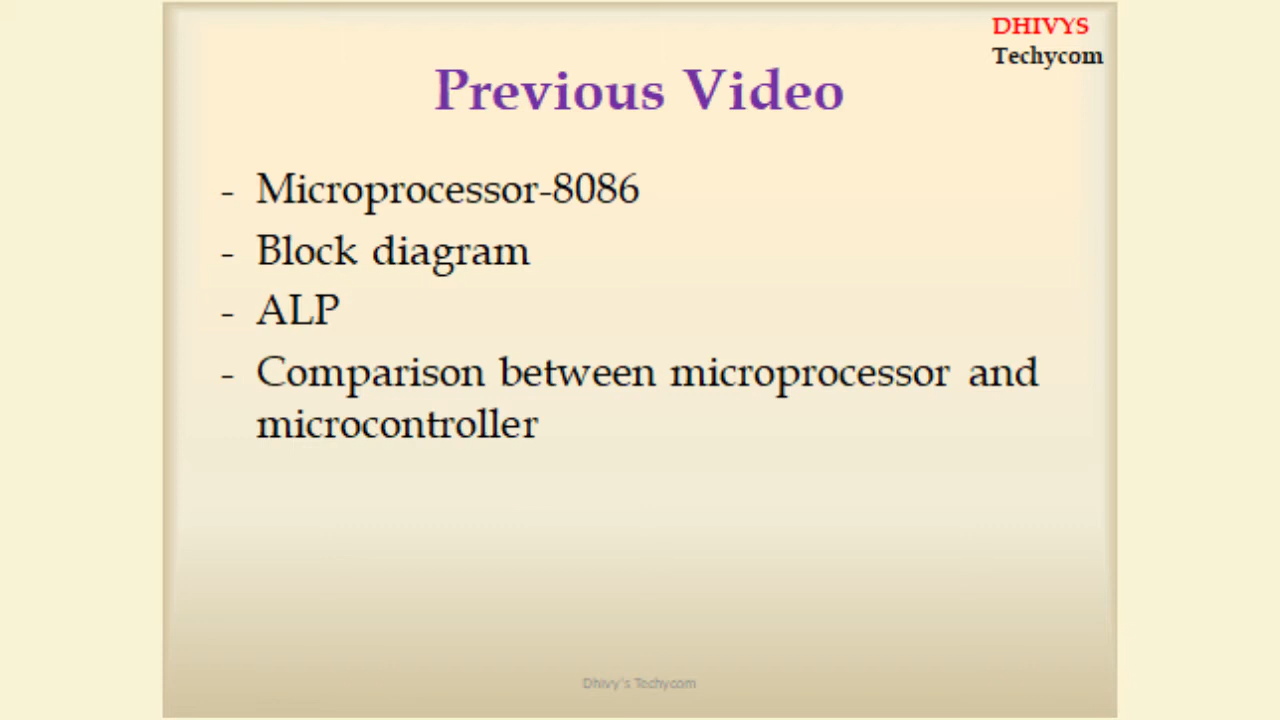 DHIVYS
Techycom
Previous Video
- Microprocessor-8086
- Block diagram
- ALP
- Comparison between microprocessor and
microcontroller
Dhivy's Techycom